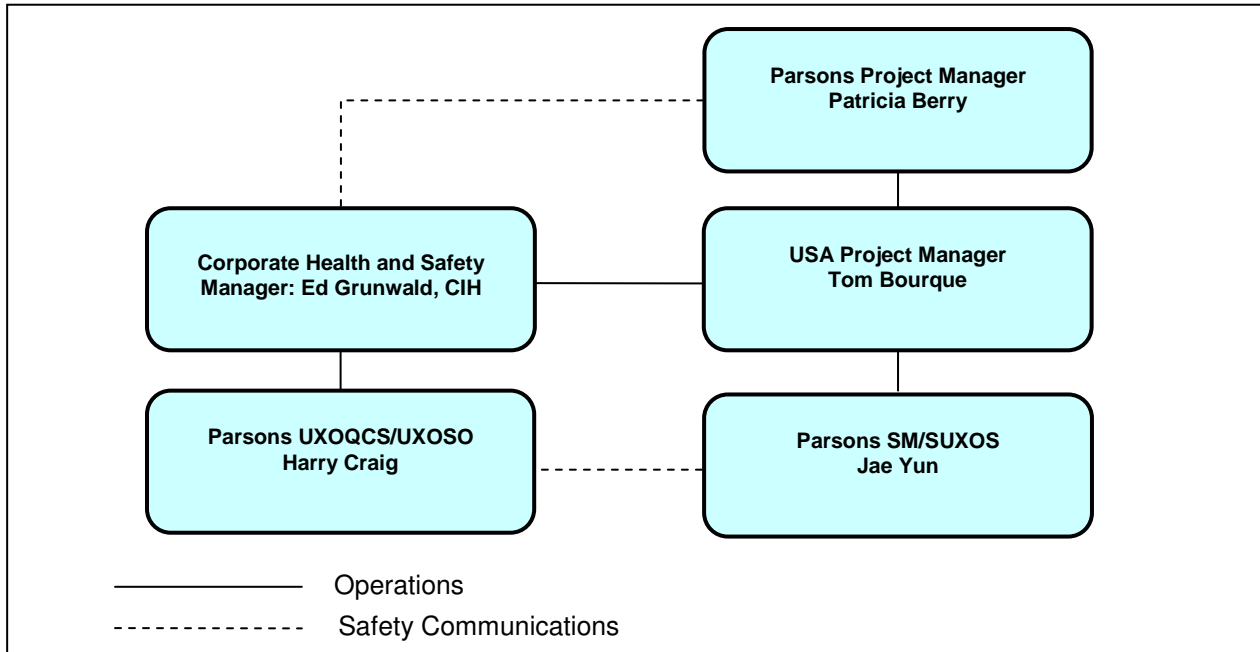 Parsons Project Manager
Patricia Berry
Corporate Health and Safety
Manager: Ed Grunwald, CIH
USA Project Manager
Tom Bourque
Parsons UXOQCS/UXOSO
Harry Craig
Parsons SM/SUXOS
Jae Yun
Operations
Safety Communications